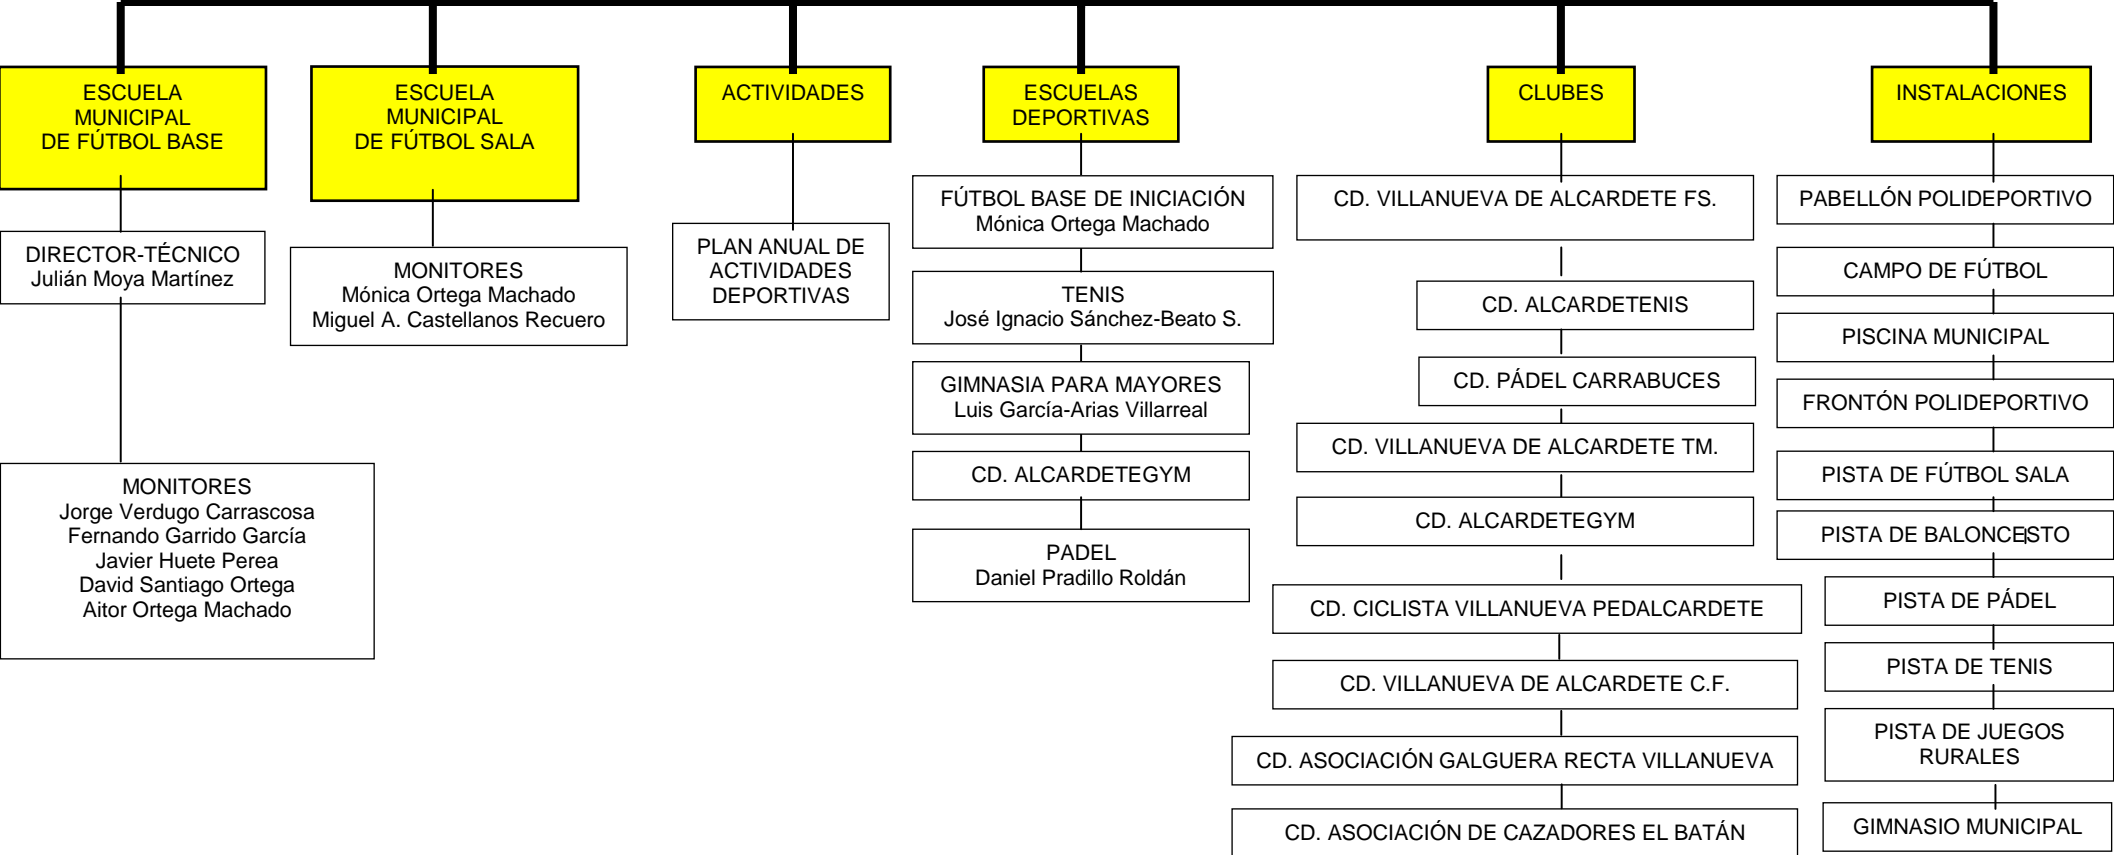 ESCUELA
MUNICIPAL
DE FÚTBOL BASE
DIRECTOR-TÉCNICO
Julián Moya Martínez
MONITORES
Jorge Verdugo Carrascosa
Fernando Garrido García
Javier Huete Perea
David Santiago Ortega
Aitor Ortega Machado
ESCUELA
MUNICIPAL
DE FÚTBOL SALA
MONITORES
Mónica Ortega Machado
Miguel A. Castellanos Recuero
ACTIVIDADES
PLAN ANUAL DE
ACTIVIDADES
DEPORTIVAS
ESCUELAS
DEPORTIVAS
FÚTBOL BASE DE INICIACIÓN
Mónica Ortega Machado
TENIS
José Ignacio Sánchez-Beato S.
GIMNASIA PARA MAYORES
Luis García-Arias Villarreal
CD. ALCARDETEGYM
PADEL
Daniel Pradillo Roldán
CLUBES
CD. VILLANUEVA DE ALCARDETE FS.
CD. ALCARDETENIS
CD. PÁDEL CARRABUCES
CD. VILLANUEVA DE ALCARDETE TM.
CD. ALCARDETEGYM
CD. CICLISTA VILLANUEVA PEDALCARDETE
CD. VILLANUEVA DE ALCARDETE C.F.
CD. ASOCIACIÓN GALGUERA RECTA VILLANUEVA
CD. ASOCIACIÓN DE CAZADORES EL BATÁN
INSTALACIONES
PABELLÓN POLIDEPORTIVO
CAMPO DE FÚTBOL
PISCINA MUNICIPAL
FRONTÓN POLIDEPORTIVO
PISTA DE FÚTBOL SALA
PISTA DE BALONCESTO
PISTA DE PÁDEL
PISTA DE TENIS
PISTA DE JUEGOS
RURALES
GIMNASIO MUNICIPAL